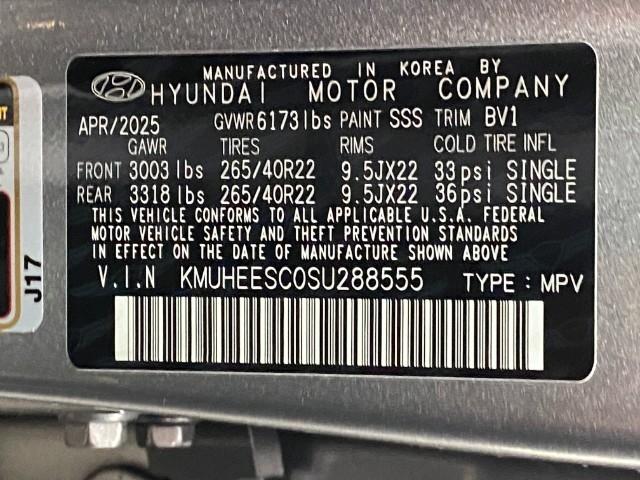 MANUFACTURED IN KOREA BY
HYUNDAI MOTOR COMPANY
APR/2025 GVWR 6173 lbs PAINT SSS TRIM BV1
GAWR TIRES RIMS COLD TIRE INFL
FRONT 3003 lbs 265/40R22 9.5JX22 33 psi SINGLE
REAR 3318 lbs 265/40R22 9.5JX22 36 psi SINGLE
THIS VEHICLE CONFORMS TO ALL APPLICABLE U.S.A. FEDERAL
MOTOR VEHICLE SAFETY AND THEFT PREVENTION STANDARDS
IN EFFECT ON THE DATE OF MANUFACTURE SHOWN ABOVE
V.I.N KMUHEESC0SU288555 TYPE : MPV
J17